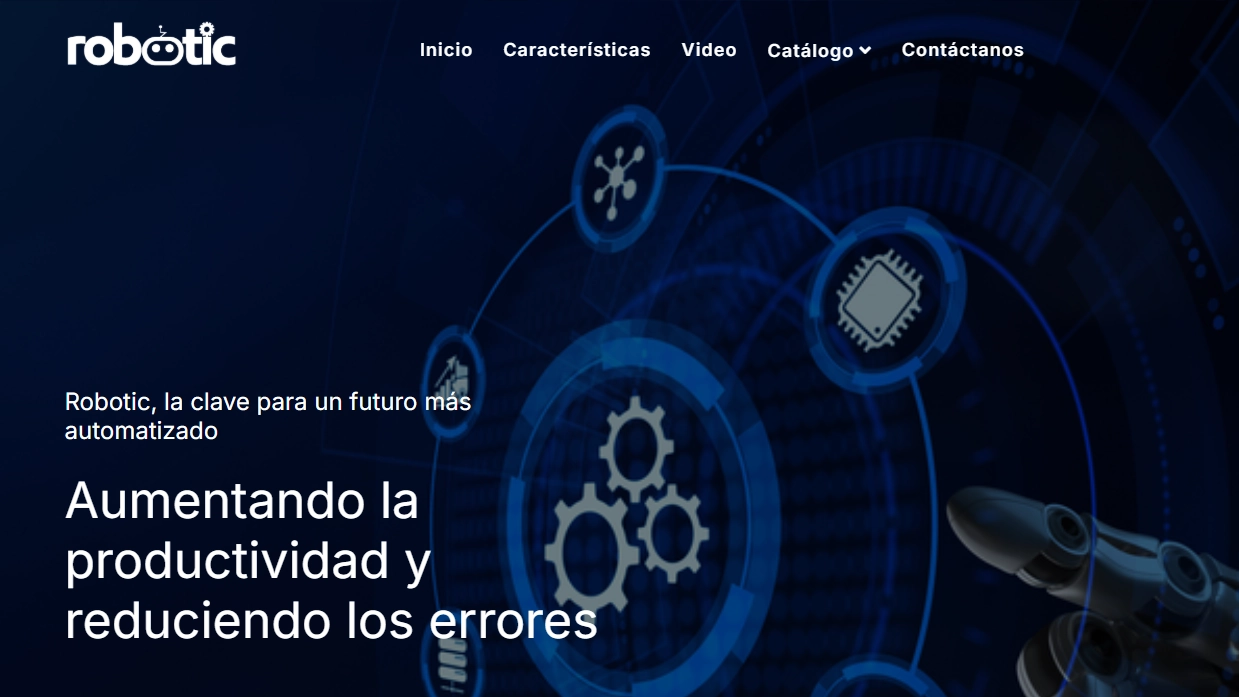 robotic
Inicio Características Video Catálogo Contáctanos
Robotic, la clave para un futuro más
automatizado
Aumentando la
productividad y
reduciendo los errores